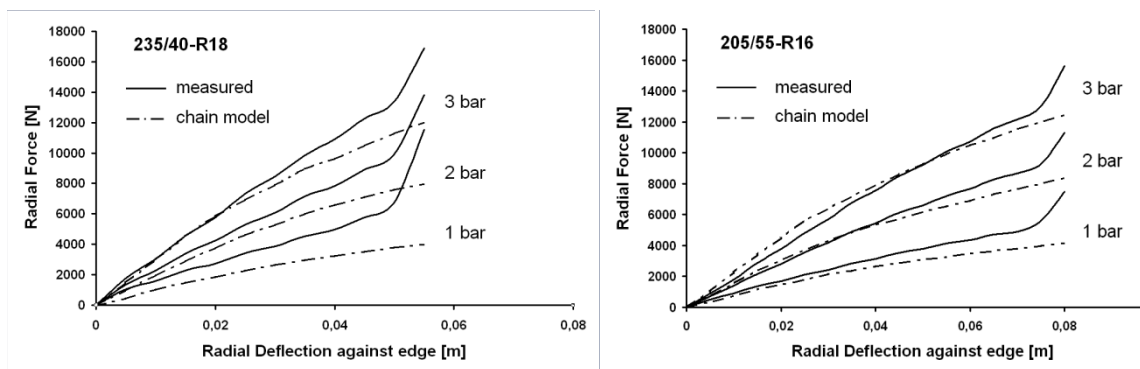 18000
16000
14000
12000
10000
8000
6000
4000
2000
0
Radial Force [N]
235/40-R18
measured
chain model
3 bar
2 bar
1 bar
0
0,02
0,04
0,06
0,08
Radial Deflection against edge [m]
18000
16000
14000
12000
10000
8000
6000
4000
2000
0
Radial Force [N]
205/55-R16
measured
chain model
3 bar
2 bar
1 bar
0
0,02
0,04
0,06
0,08
Radial Deflection against edge [m]